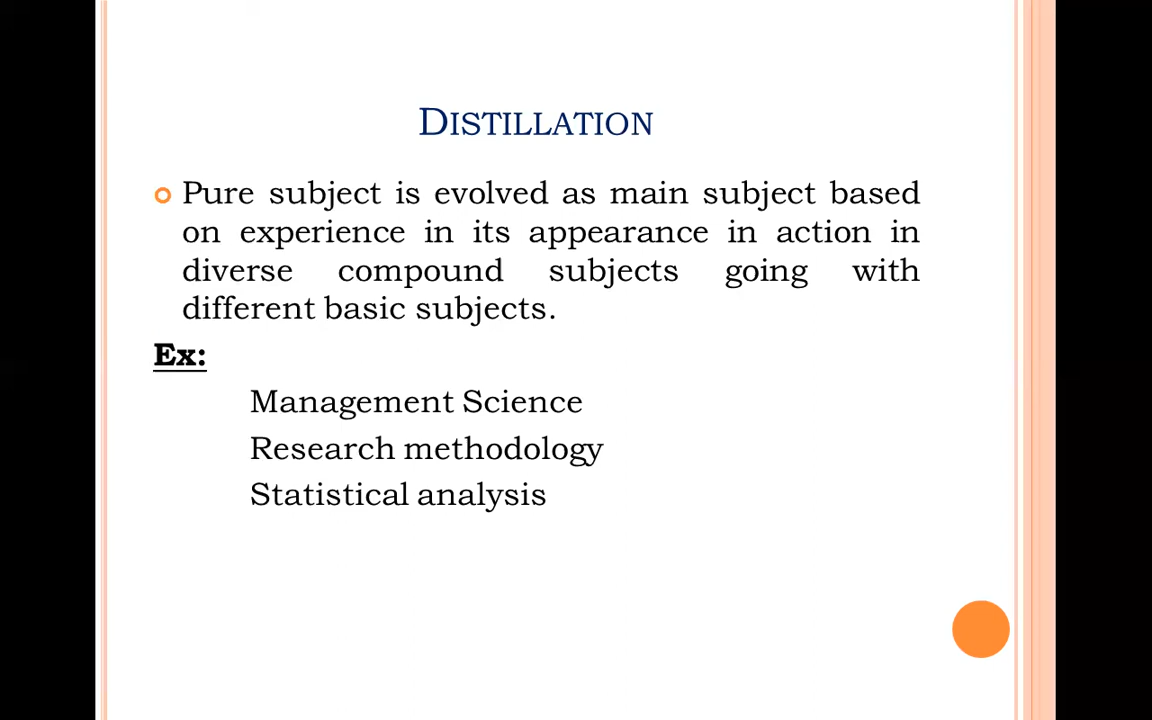 DISTILLATION
Pure subject is evolved as main subject based
on experience in its appearance in action in
diverse compound subjects going with
different basic subjects.
Ex:
Management Science
Research methodology
Statistical analysis